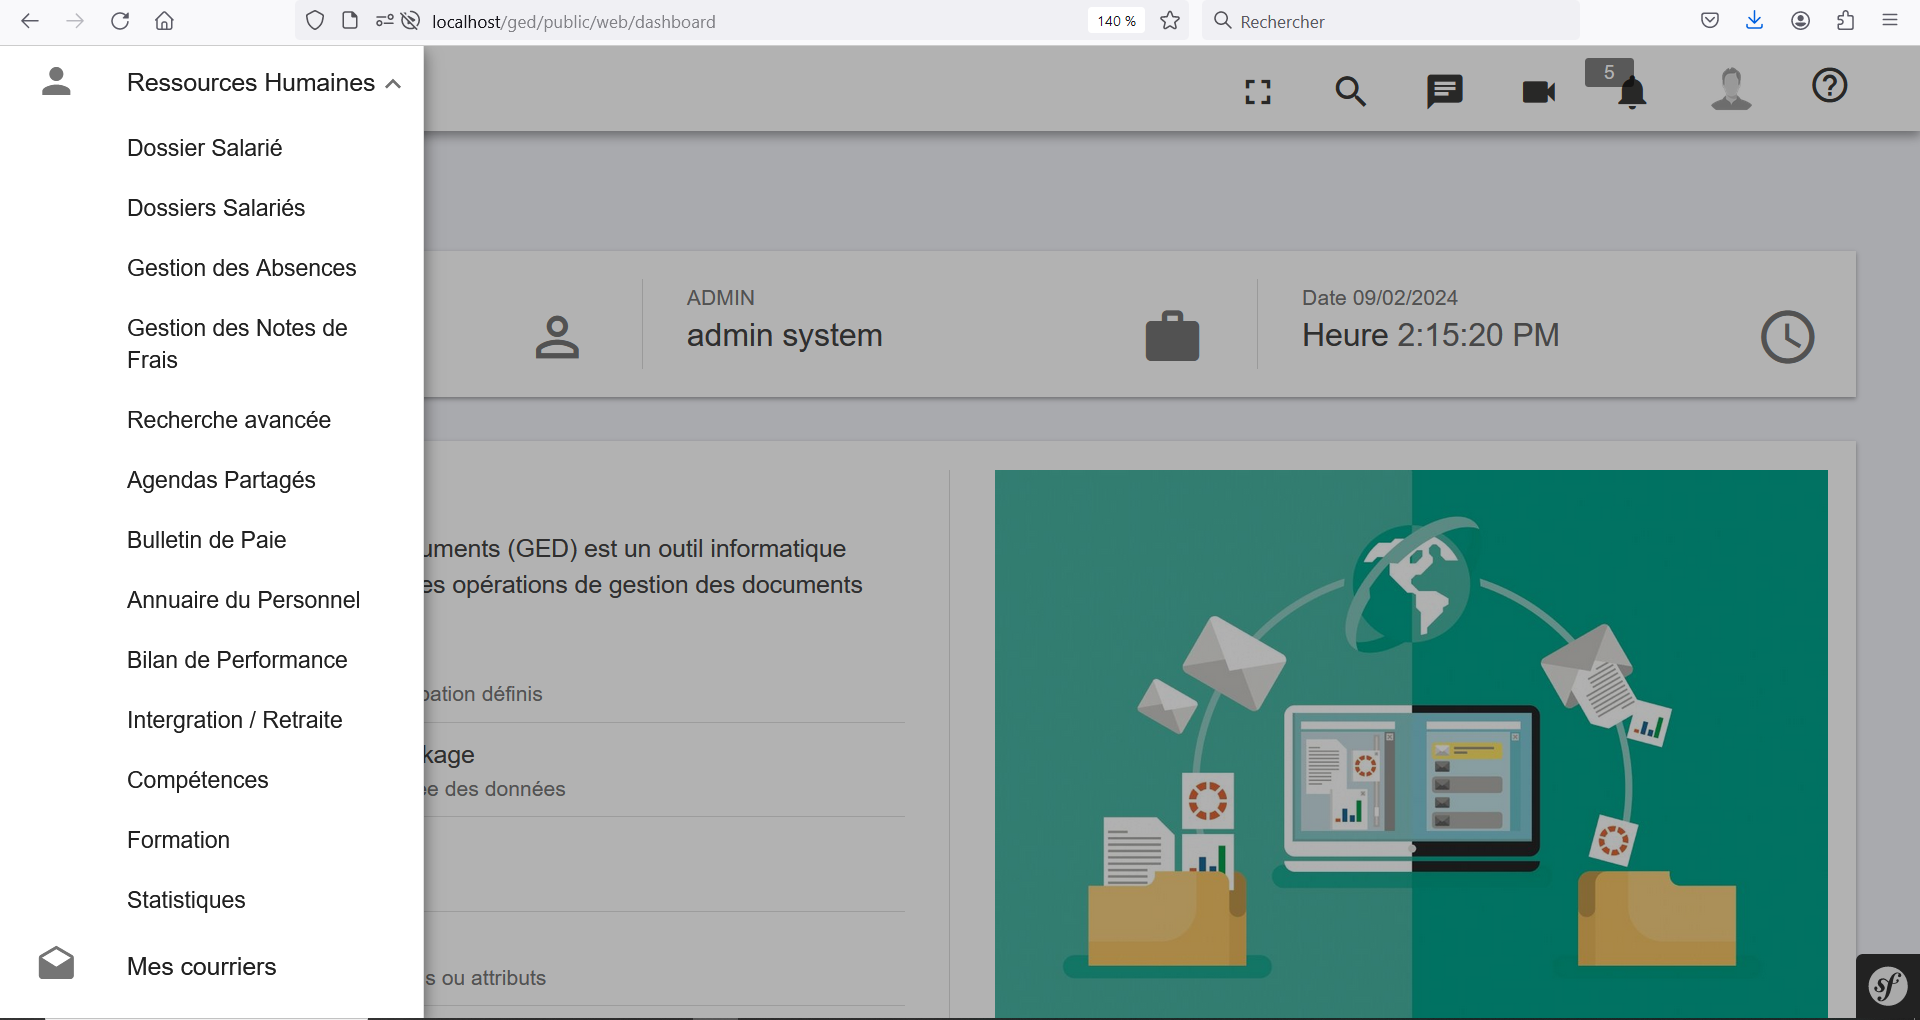 localhost/ged/public/web/dashboard
140 %
Rechercher
Ressources Humaines
Dossier Salarié
Dossiers Salariés
Gestion des Absences
Gestion des Notes de
Frais
Recherche avancée
Agendas Partagés
Bulletin de Paie
Annuaire du Personnel
Bilan de Performance
Intergration / Retraite
Compétences
Formation
Statistiques
Mes courriers
5
ADMIN
admin system
Date 09/02/2024
Heure 2:15:20 PM
uments (GED) est un outil informatique
es opérations de gestion des documents
pation définis
kage
ée des données
s ou attributs
sf